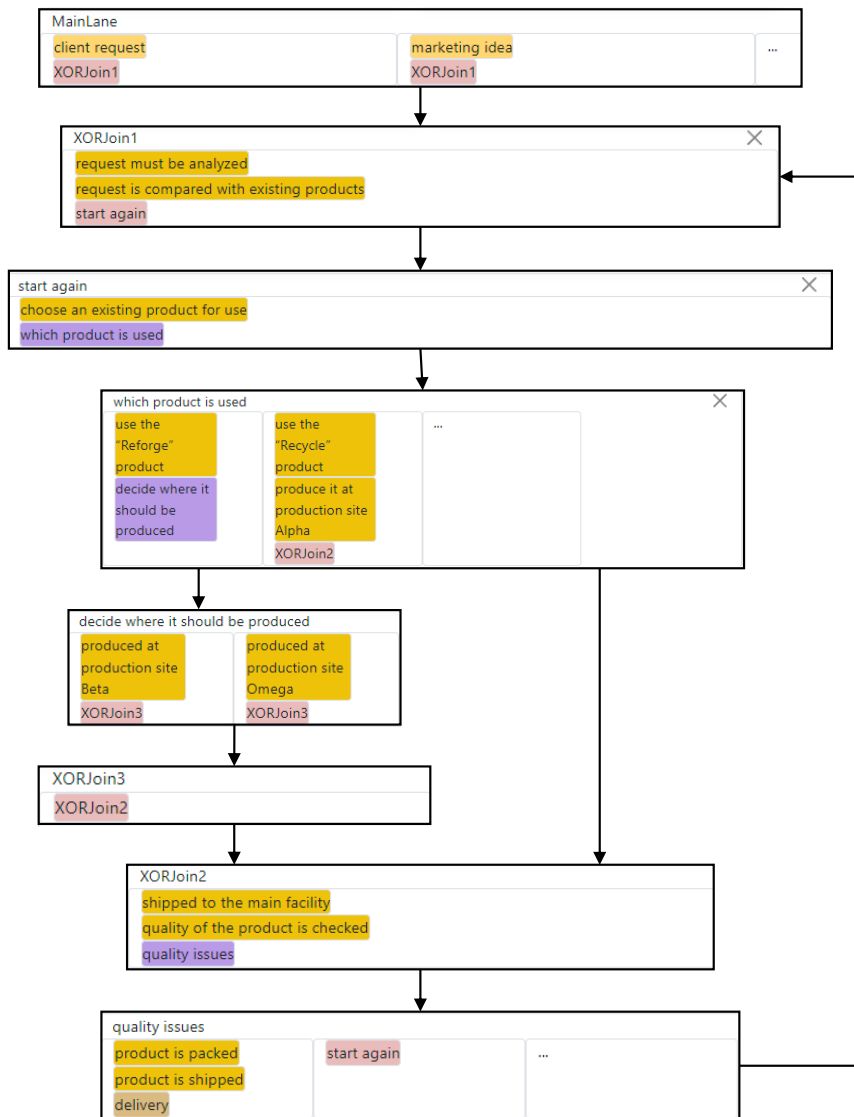 MainLane
client request
XORJoin1
marketing idea
XORJoin1
...
XORJoin1
request must be analyzed
request is compared with existing products
start again
start again
choose an existing product for use
which product is used
which product is used
use the
“Reforge”
product
decide where it
should be
produced
use the
“Recycle”
product
produce it at
production site
Alpha
XORJoin2
...
decide where it should be produced
produced at
production site
Beta
XORJoin3
produced at
production site
Omega
XORJoin3
XORJoin3
XORJoin2
XORJoin2
shipped to the main facility
quality of the product is checked
quality issues
quality issues
product is packed
product is shipped
delivery
start again
...